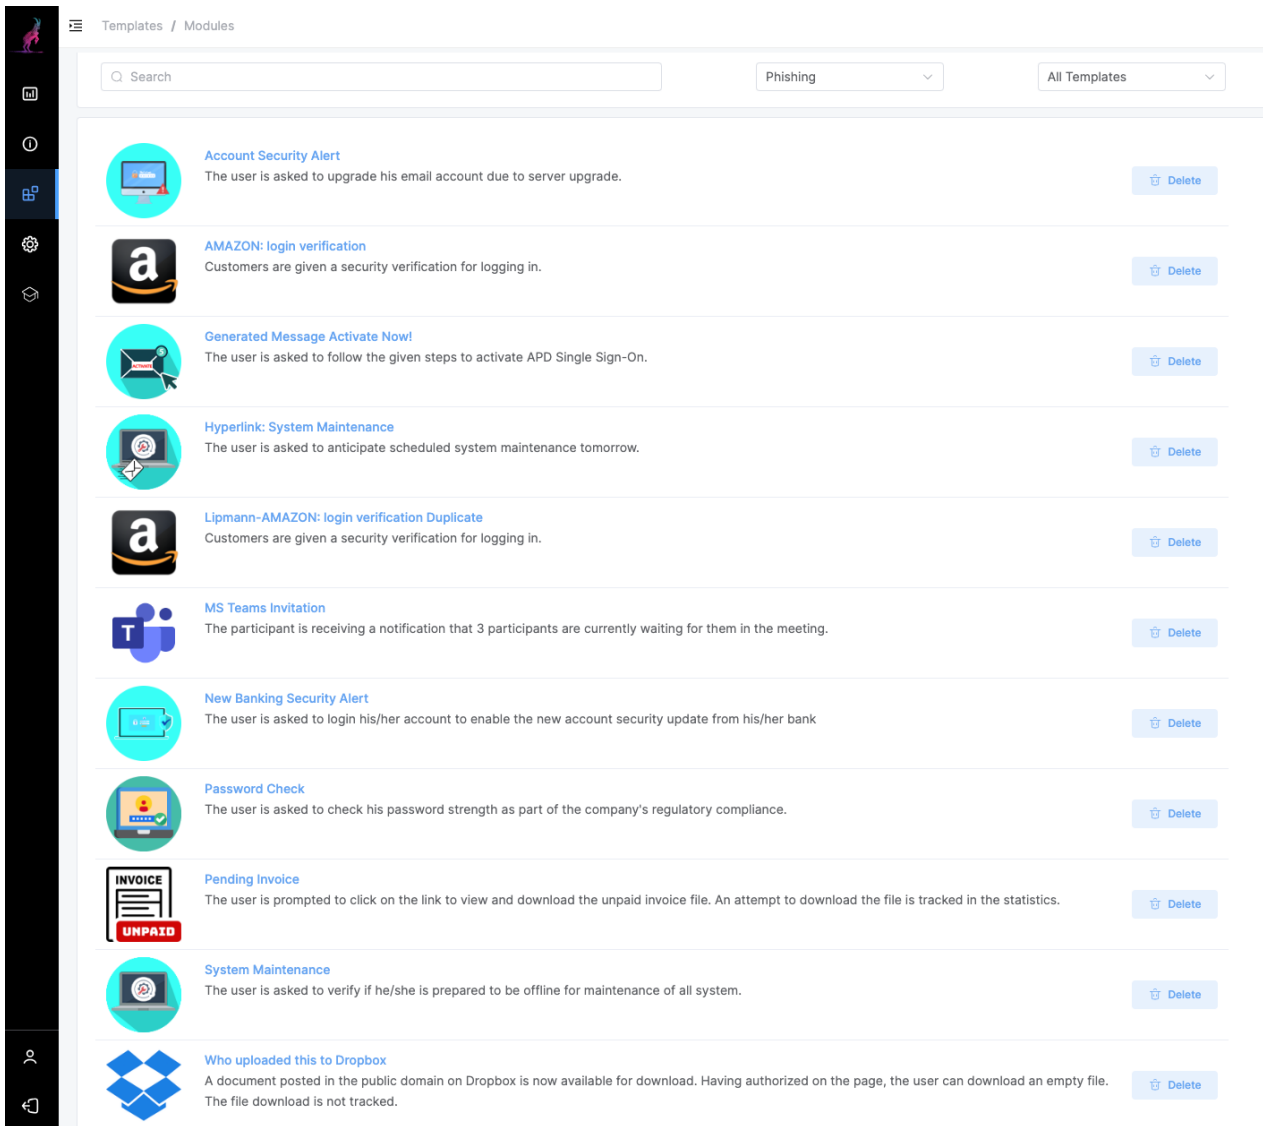 Templates / Modules
Search
Phishing
All Templates
Account Security Alert
The user is asked to upgrade his email account due to server upgrade.
Delete
AMAZON: login verification
Customers are given a security verification for logging in.
Delete
Generated Message Activate Now!
The user is asked to follow the given steps to activate APD Single Sign-On.
Delete
ACTIVATE
Hyperlink: System Maintenance
The user is asked to anticipate scheduled system maintenance tomorrow.
Delete
Lipmann-AMAZON: login verification Duplicate
Customers are given a security verification for logging in.
Delete
MS Teams Invitation
The participant is receiving a notification that 3 participants are currently waiting for them in the meeting.
Delete
T
New Banking Security Alert
The user is asked to login his/her account to enable the new account security update from his/her bank
Delete
Password Check
The user is asked to check his password strength as part of the company's regulatory compliance.
Delete
INVOICE
UNPAID
Pending Invoice
The user is prompted to click on the link to view and download the unpaid invoice file. An attempt to download the file is tracked in the statistics.
Delete
System Maintenance
The user is asked to verify if he/she is prepared to be offline for maintenance of all system.
Delete
Who uploaded this to Dropbox
A document posted in the public domain on Dropbox is now available for download. Having authorized on the page, the user can download an empty file.
The file download is not tracked.
Delete